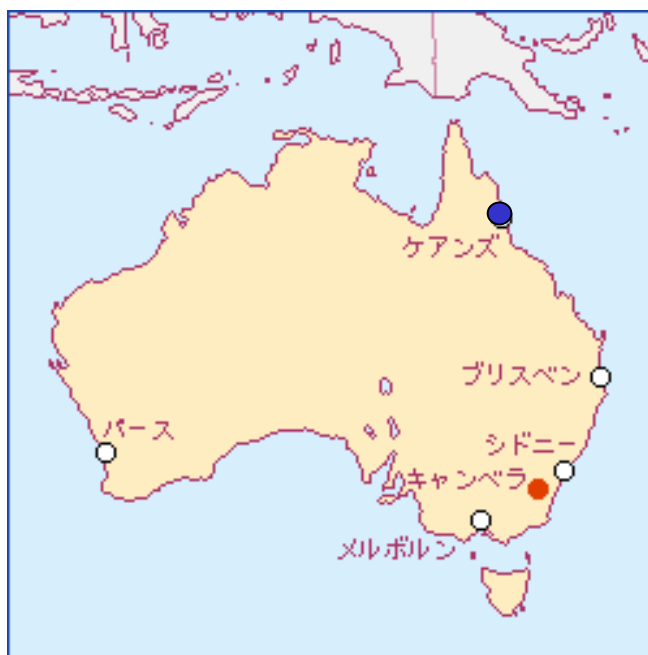 ケアンズ
ブリスベン
パース
シドニー
キャンベラ
メルボルン